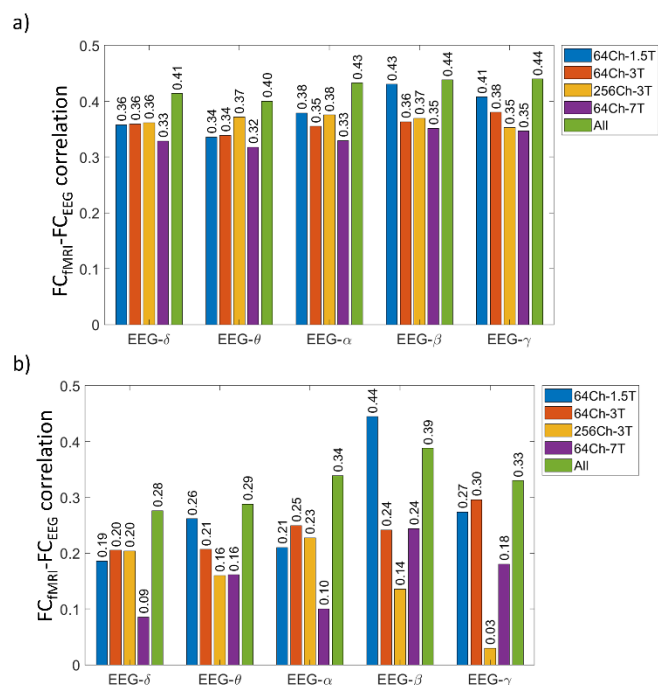 a)
0.5
0.4
0.3
0.2
0.1
0
FCfMRI-FCEEG correlation
0.36 0.36 0.36 0.33 0.41
0.34 0.34 0.37 0.32 0.40
0.38 0.35 0.38 0.33 0.43
0.43 0.36 0.37 0.35 0.44
0.41 0.38 0.35 0.35 0.44
EEG-δ EEG-θ EEG-α EEG-β EEG-γ
64Ch-1.5T
64Ch-3T
256Ch-3T
64Ch-7T
All
b)
0.5
0.4
0.3
0.2
0.1
0
FCfMRI-FCEEG correlation
0.19 0.20 0.20 0.09 0.28
0.26 0.21 0.16 0.16 0.29
0.21 0.25 0.23 0.10 0.34
0.44 0.24 0.14 0.24 0.39
0.27 0.30 0.03 0.18 0.33
EEG-δ EEG-θ EEG-α EEG-β EEG-γ
64Ch-1.5T
64Ch-3T
256Ch-3T
64Ch-7T
All